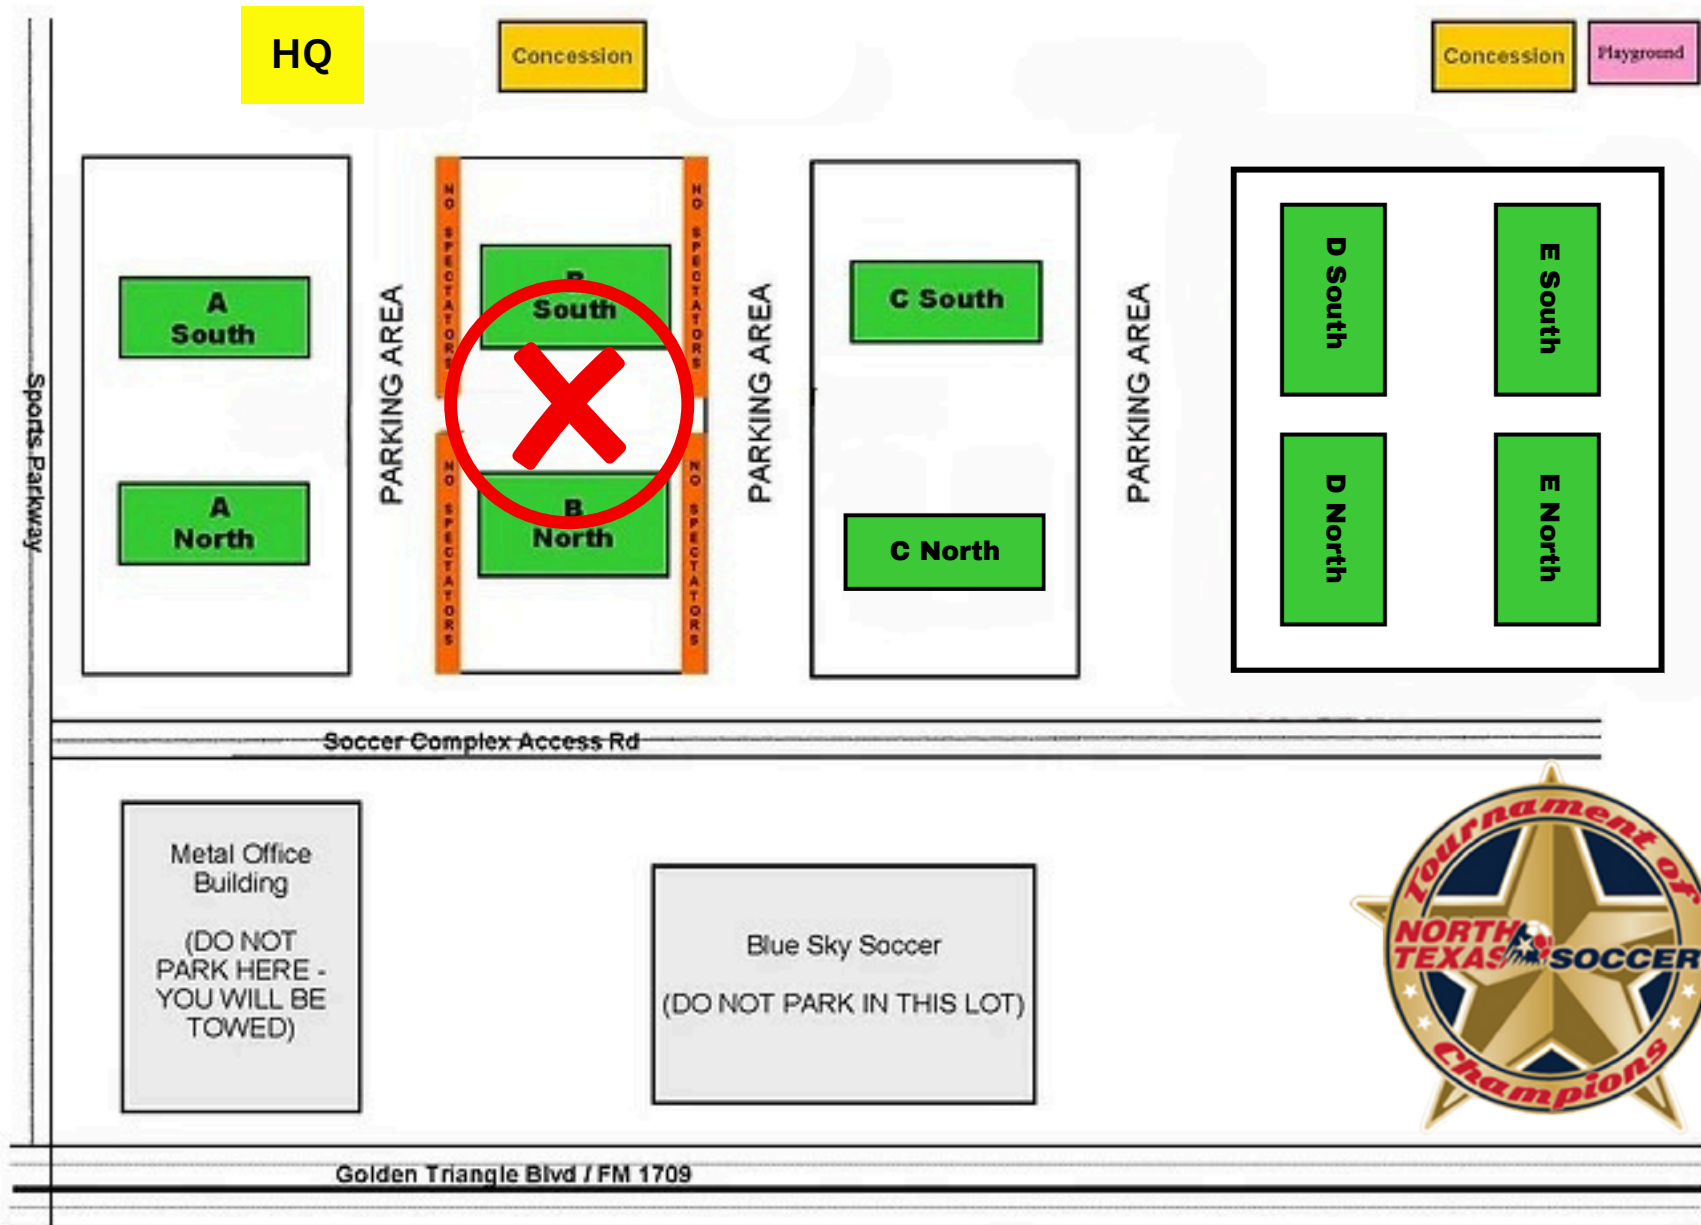 HQ
Concession
Concession
Playground
NO SPECTATORS
NO SPECTATORS
A
South
B
South
C South
D South
E South
PARKING AREA
PARKING AREA
PARKING AREA
Sports Parkway
A
North
NO SPECTATORS
B
North
NO SPECTATORS
C North
D North
E North
Soccer Complex Access Rd
Metal Office
Building
(DO NOT
PARK HERE -
YOU WILL BE
TOWED)
Blue Sky Soccer
(DO NOT PARK IN THIS LOT)
Tournament of
NORTH
TEXAS SOCCER
Champions
Golden Triangle Blvd / FM 1709